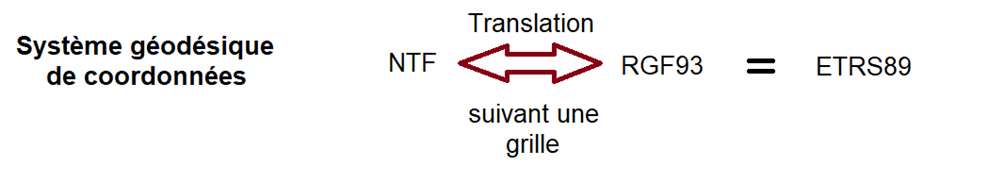 Système géodésique
de coordonnées
Translation
NTF
RGF93 = ETRS89
suivant une
grille